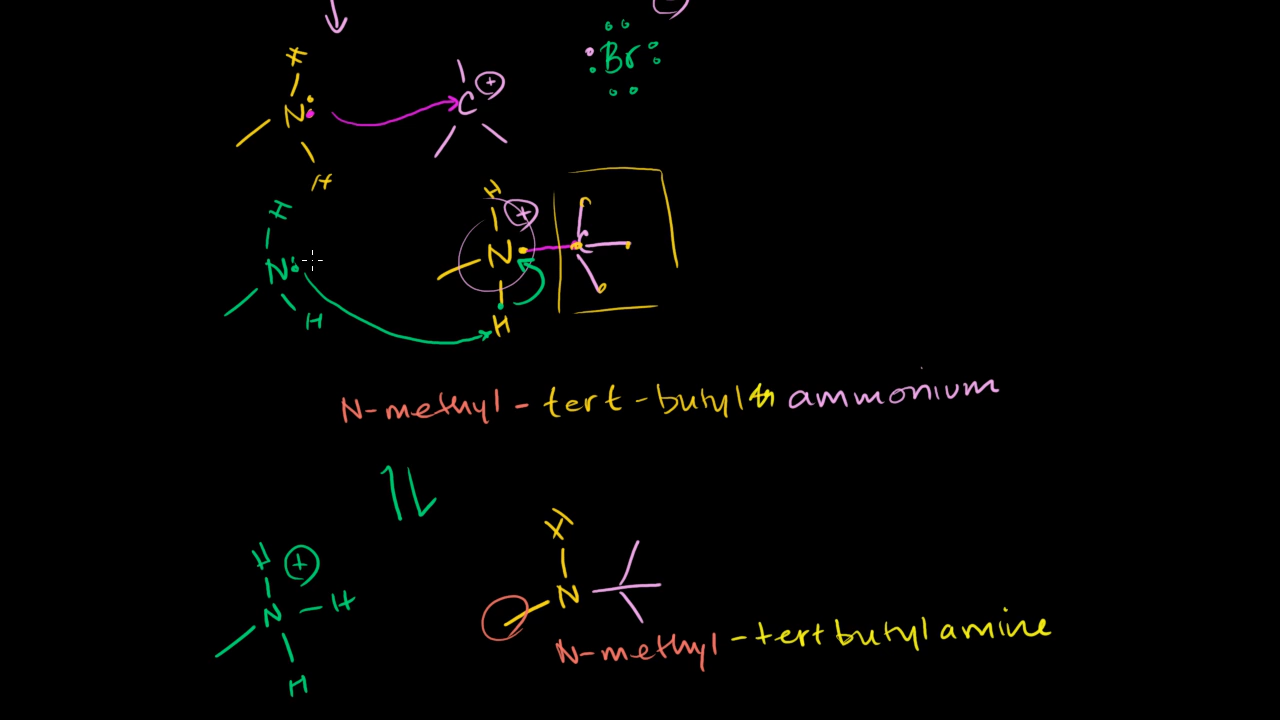 Br
H
C +
N
H
H
H +
N
N C
H
H
N-methyl-tert-butyl ammonium
H
H +
N H
N
N-methyl-tertbutylamine
H